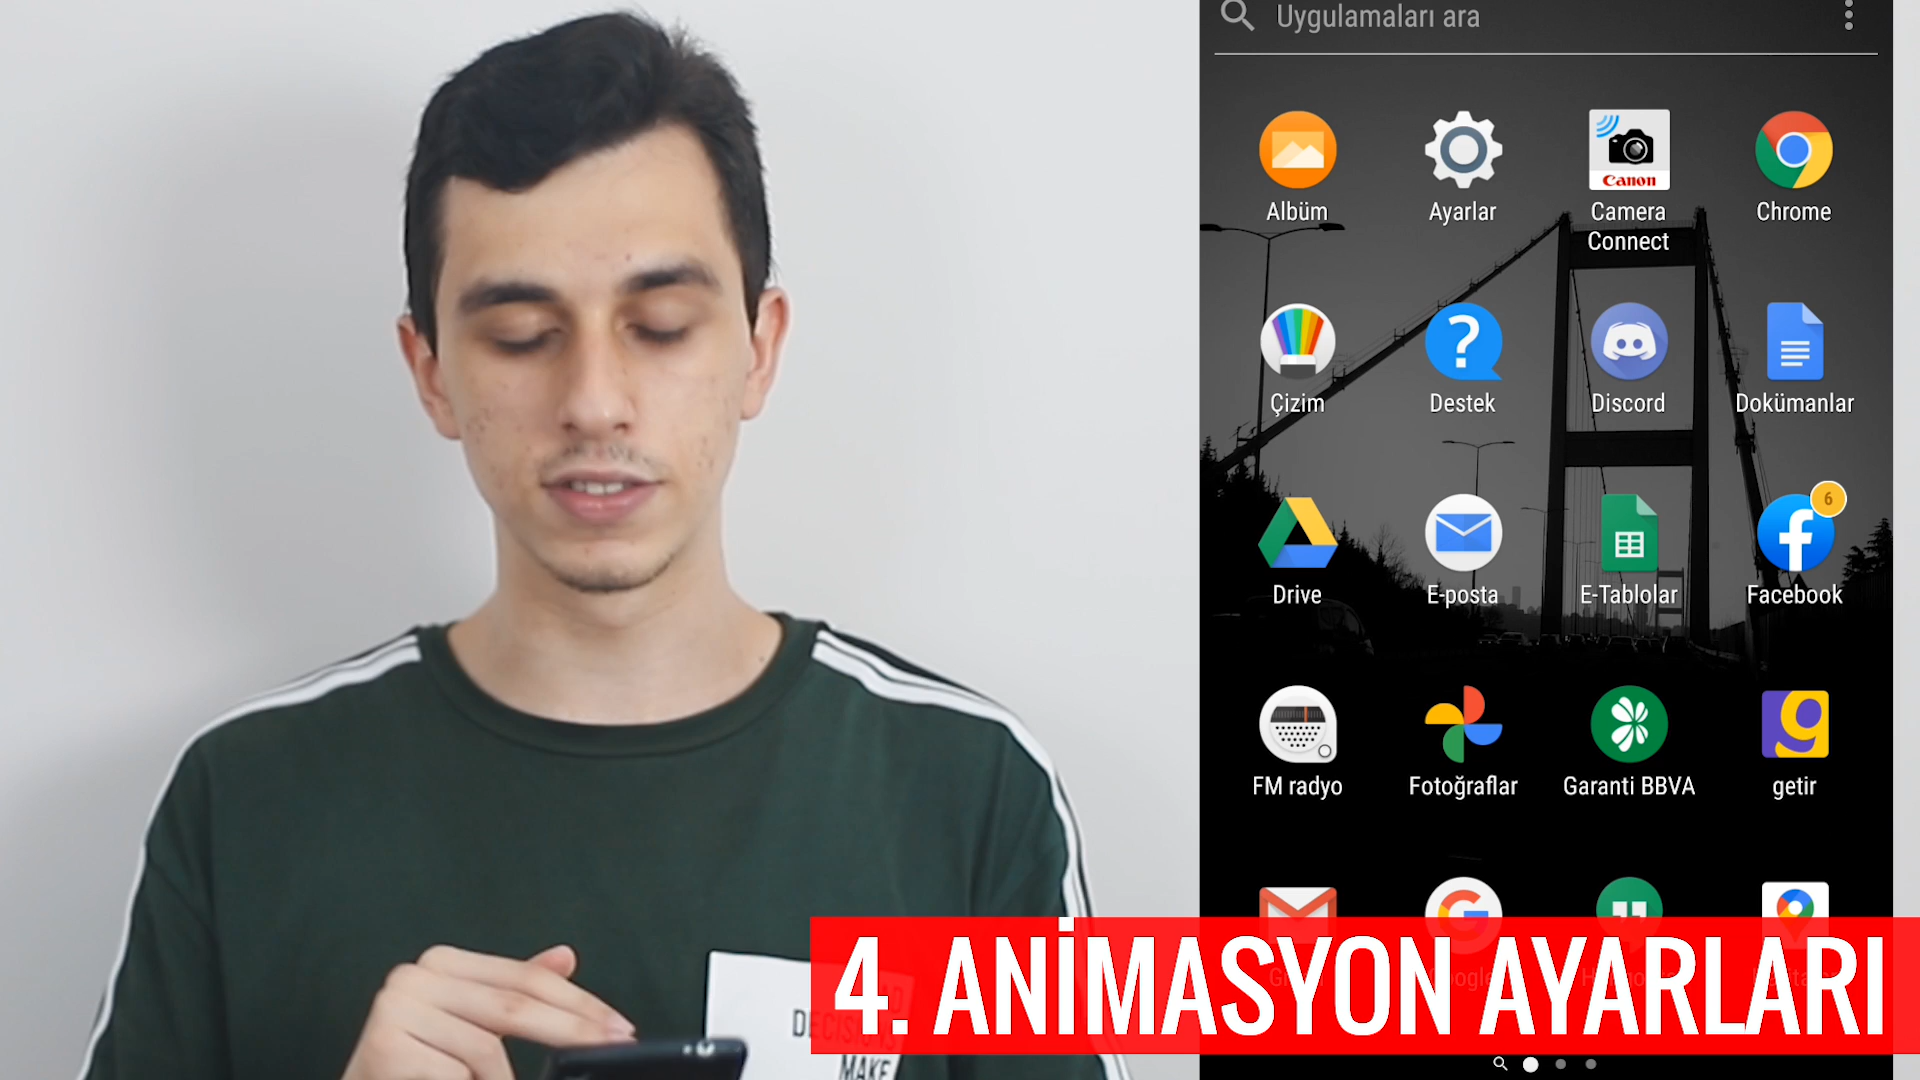 Uygulamaları ara
Albüm
Ayarlar
Canon
Camera
Connect
Chrome
Çizim
Destek
Discord
Dokümanlar
Drive
E-posta
E-Tablolar
6
Facebook
FM radyo
Fotoğraflar
Garanti BBVA
getir
4. ANİMASYON AYARLARI
MAKE